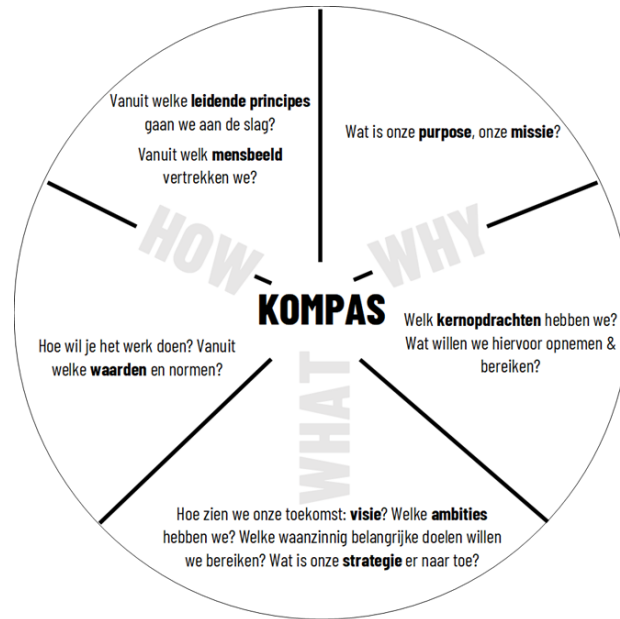 Vanuit welke leidende principes
gaan we aan de slag?
Vanuit welk mensbeeld
vertrekken we?
Wat is onze purpose, onze missie?
HOW
WHY
KOMPAS
Hoe wil je het werk doen? Vanuit
welke waarden en normen?
Welk kernopdrachten hebben we?
Wat willen we hiervoor opnemen &
bereiken?
WHAT
Hoe zien we onze toekomst: visie? Welke ambities
hebben we? Welke waanzinnig belangrijke doelen willen
we bereiken? Wat is onze strategie er naar toe?